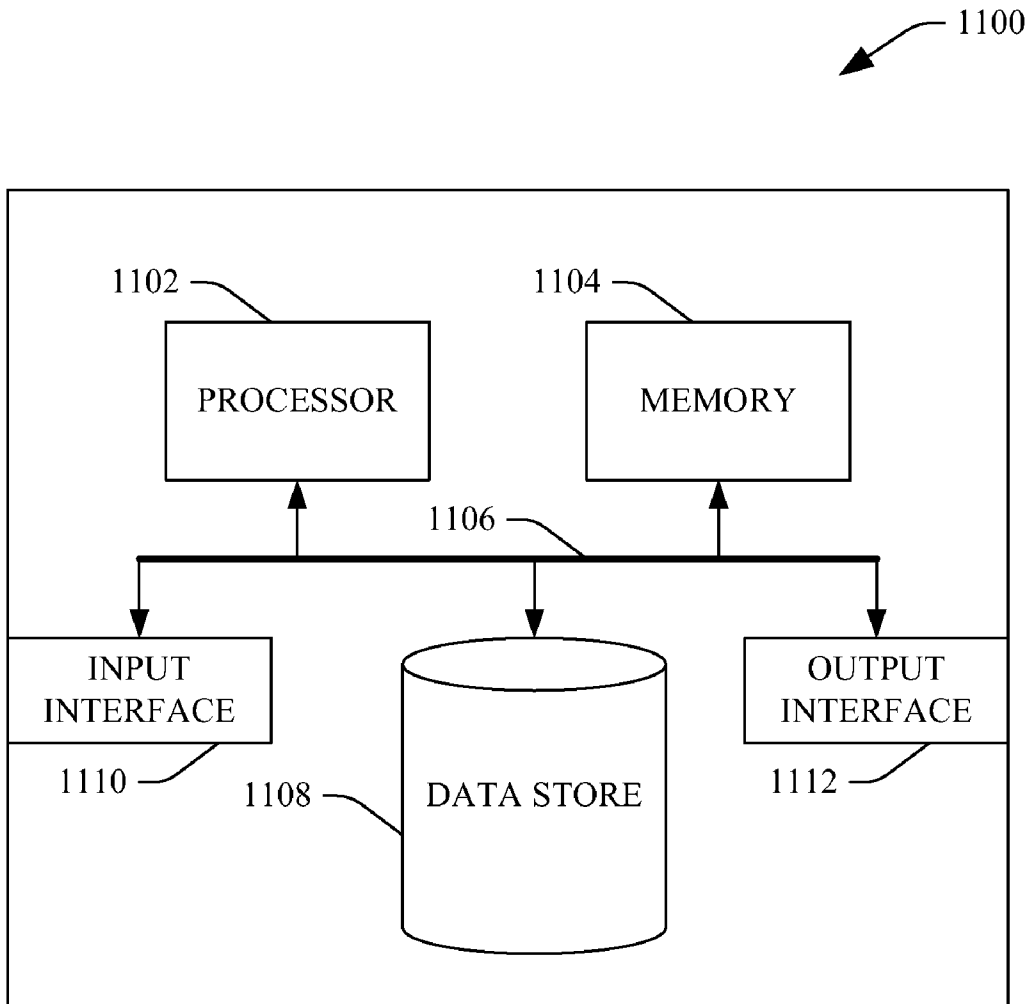 1100
1102
1104
PROCESSOR
MEMORY
1106
INPUT
INTERFACE
OUTPUT
INTERFACE
1110
1108
DATA STORE
1112